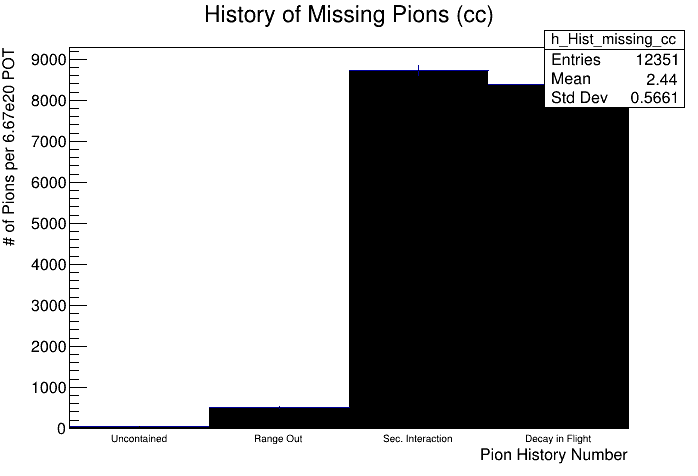 History of Missing Pions (cc)
h_Hist_missing_cc
Entries 12351
Mean 2.44
Std Dev 0.5661
# of Pions per 6.67e20 POT
9000
8000
7000
6000
5000
4000
3000
2000
1000
0
Uncontained Range Out Sec. Interaction Decay in Flight
Pion History Number